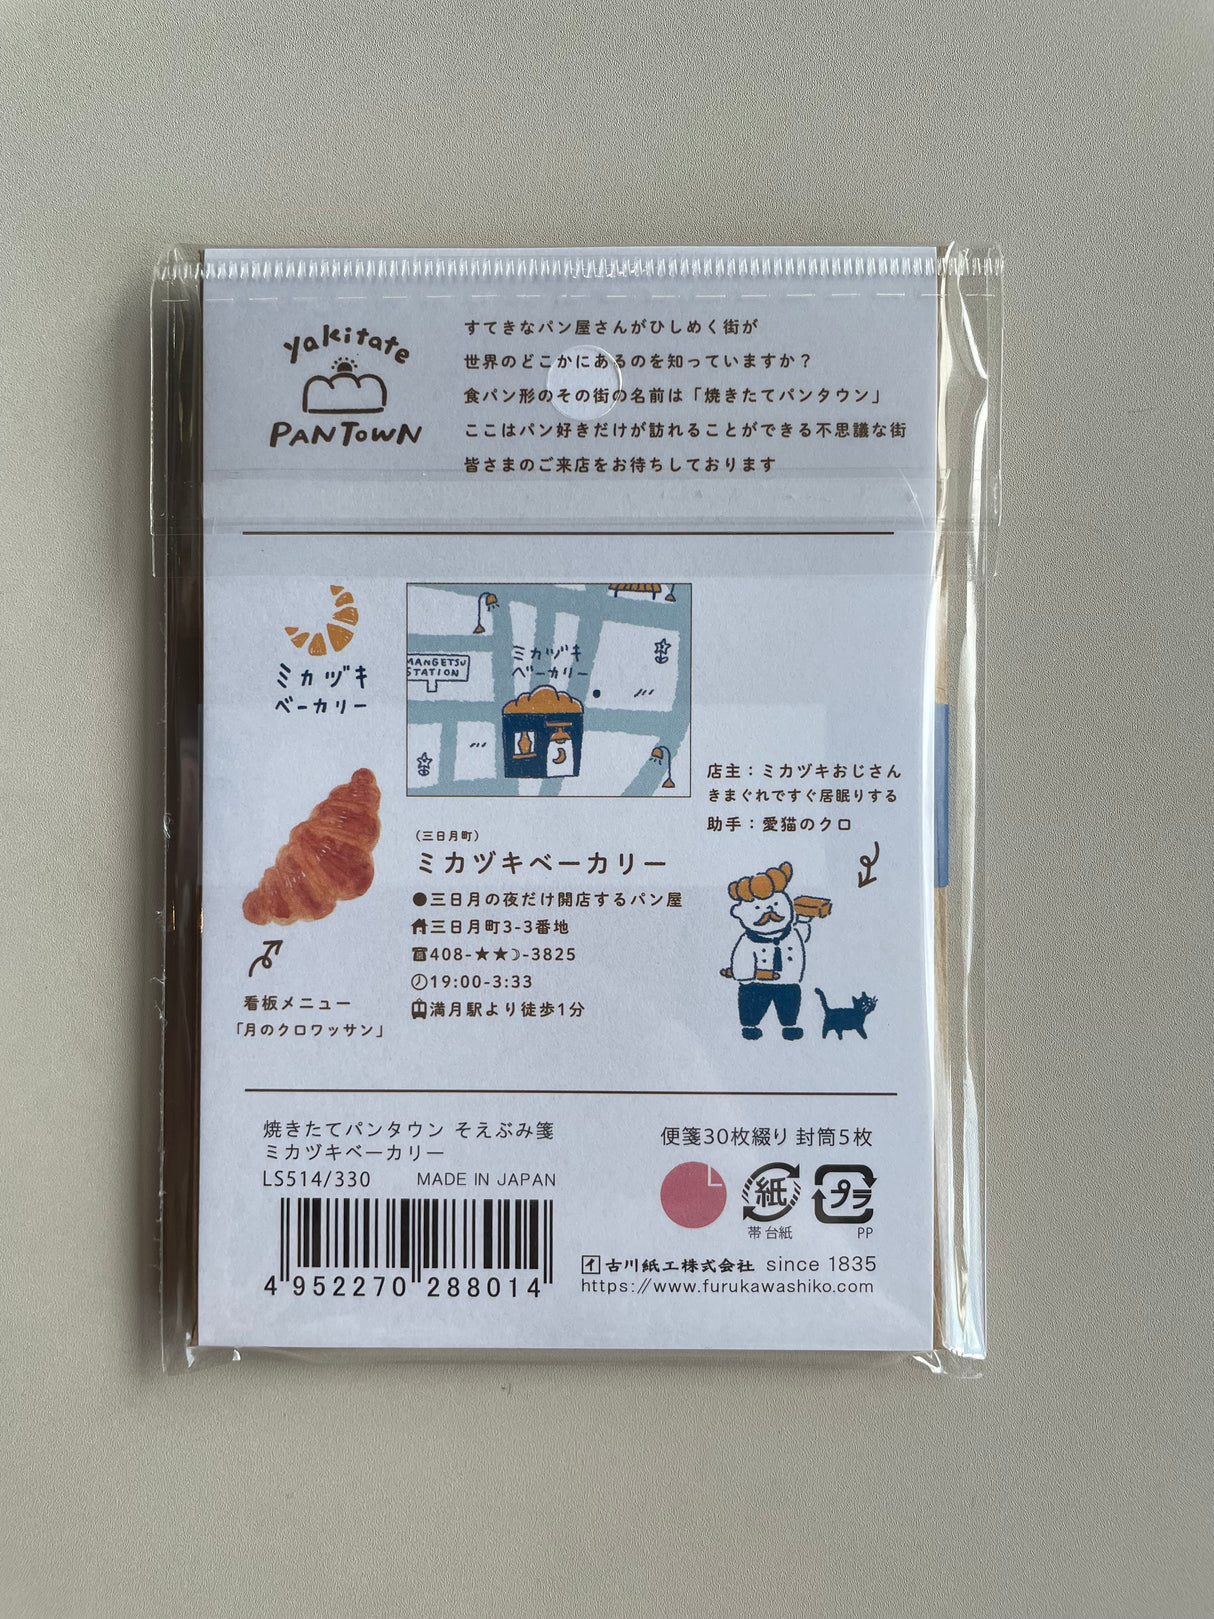 yakitate
PANTOWN
すてきなパン屋さんがひしめく街が
世界のどこかにあるのを知っていますか？
食パン形のその街の名前は「焼きたてパンタウン」
ここはパン好きだけが訪れることができる不思議な街
皆さまのご来店をお待ちしております
ミカヅキ
ベーカリー
MANGETSU
STATION
ミカヅキ
ベーカリー
看板メニュー
「月のクロワッサン」
（三日月町）
ミカヅキベーカリー
●三日月の夜だけ開店するパン屋
三日月町3-3番地
☎408-★★☽-3825
19:00-3:33
満月駅より徒歩1分
店主：ミカヅキおじさん
きまぐれですぐ居眠りする
助手：愛猫のクロ
焼きたてパンタウン そえぶみ箋
ミカヅキベーカリー
LS514/330 MADE IN JAPAN
4 952270 288014
便箋30枚綴り 封筒5枚
紙
帯 台紙
プラ
PP
イ 古川紙工株式会社 since 1835
https://www.furukawashiko.com